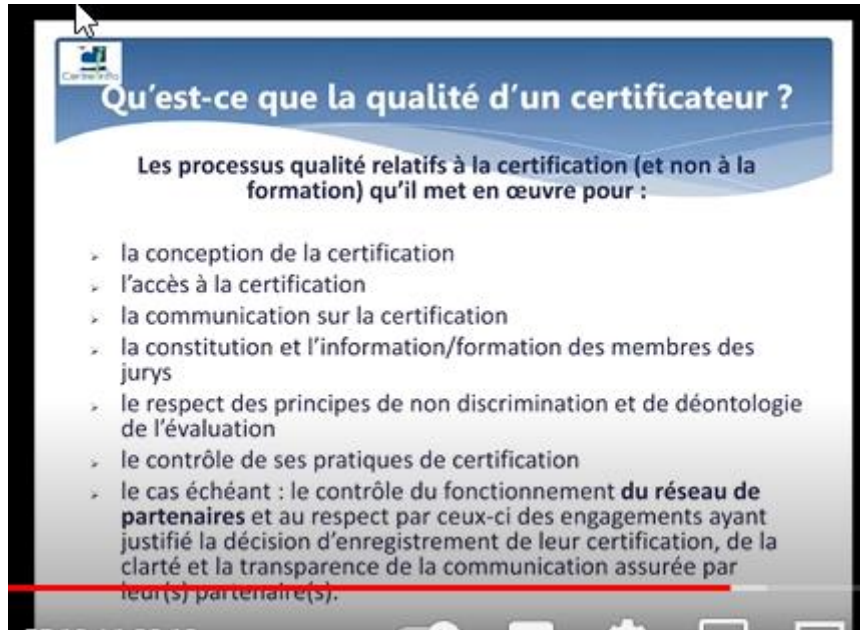 Centre Inffo
Qu’est-ce que la qualité d’un certificateur ?
Les processus qualité relatifs à la certification (et non à la
formation) qu’il met en œuvre pour :
➢ la conception de la certification
➢ l’accès à la certification
➢ la communication sur la certification
➢ la constitution et l’information/formation des membres des
jurys
➢ le respect des principes de non discrimination et de déontologie
de l’évaluation
➢ le contrôle de ses pratiques de certification
➢ le cas échéant : le contrôle du fonctionnement du réseau de
partenaires et au respect par ceux-ci des engagements ayant
justifié la décision d’enregistrement de leur certification, de la
clarté et la transparence de la communication assurée par
leur(s) partenaire(s).